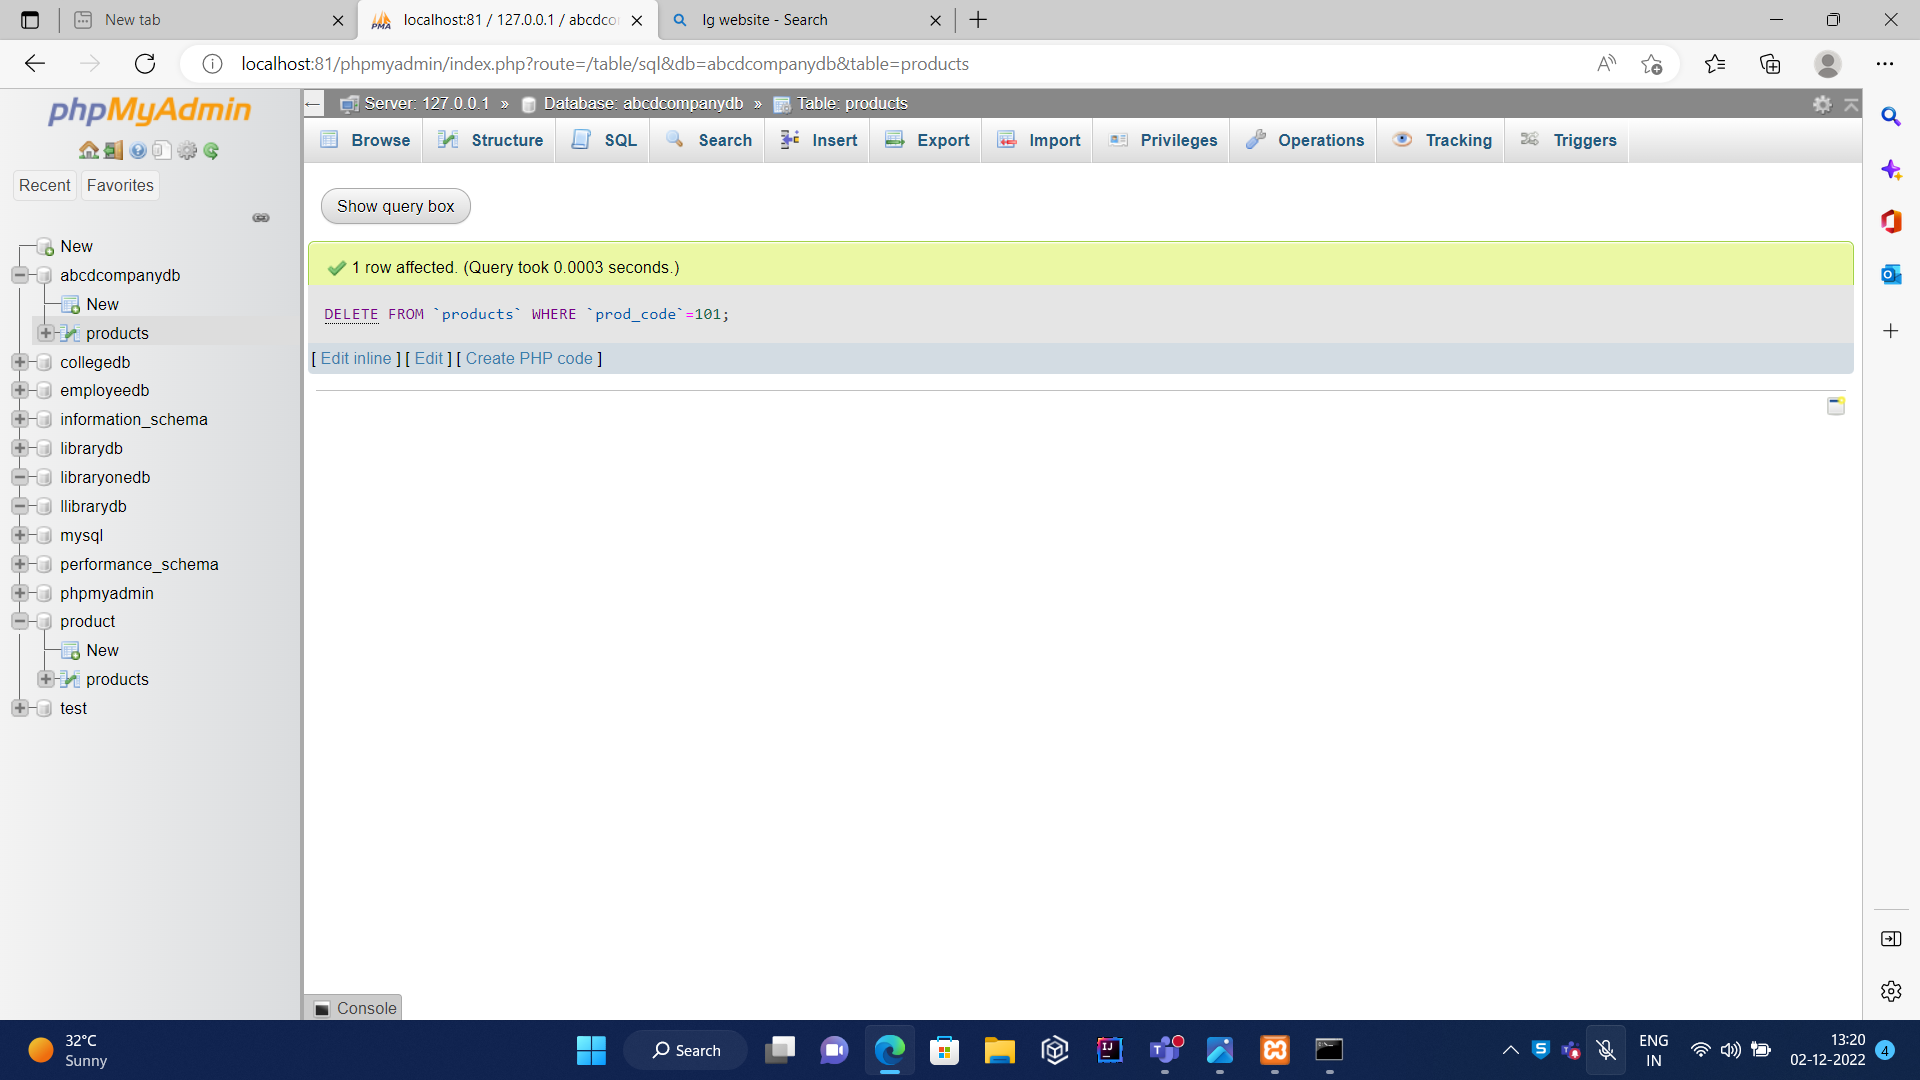 New tab
localhost:81 / 127.0.0.1 / abcdco
lg website - Search
localhost:81/phpmyadmin/index.php?route=/table/sql&db=abcdcompanydb&table=products
phpMyAdmin
Recent
Favorites
New
abcdcompanydb
New
products
collegedb
employeedb
information_schema
librarydb
libraryonedb
llibrarydb
mysql
performance_schema
phpmyadmin
product
New
products
test
Server: 127.0.0.1 » Database: abcdcompanydb » Table: products
Browse Structure SQL Search Insert Export Import Privileges Operations Tracking Triggers
Show query box
1 row affected. (Query took 0.0003 seconds.)
DELETE FROM `products` WHERE `prod_code`=101;
[ Edit inline ] [ Edit ] [ Create PHP code ]
Console
32°C
Sunny
Search
ENG
IN
13:20
02-12-2022
4